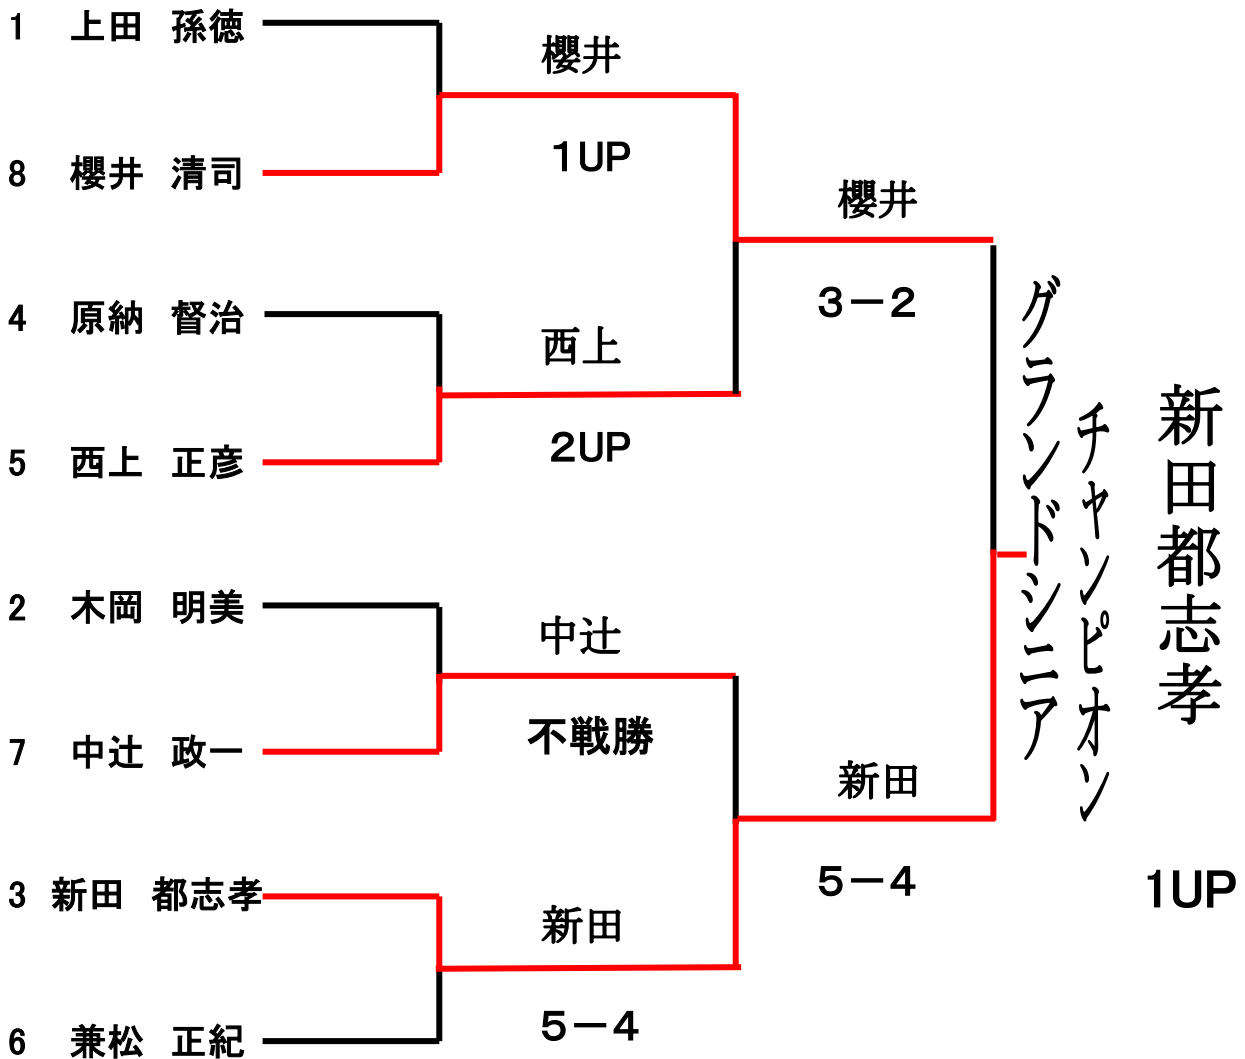 1 上田 孫徳
8 櫻井 清司
4 原納 督治
5 西上 正彦
2 木岡 明美
7 中辻 政一
3 新田 都志孝
6 兼松 正紀
櫻井
1UP
西上
2UP
中辻
不戦勝
新田
5－4
櫻井
3－2
新田
5－4
グランドシニア
チャンピオン
新田都志孝
1UP